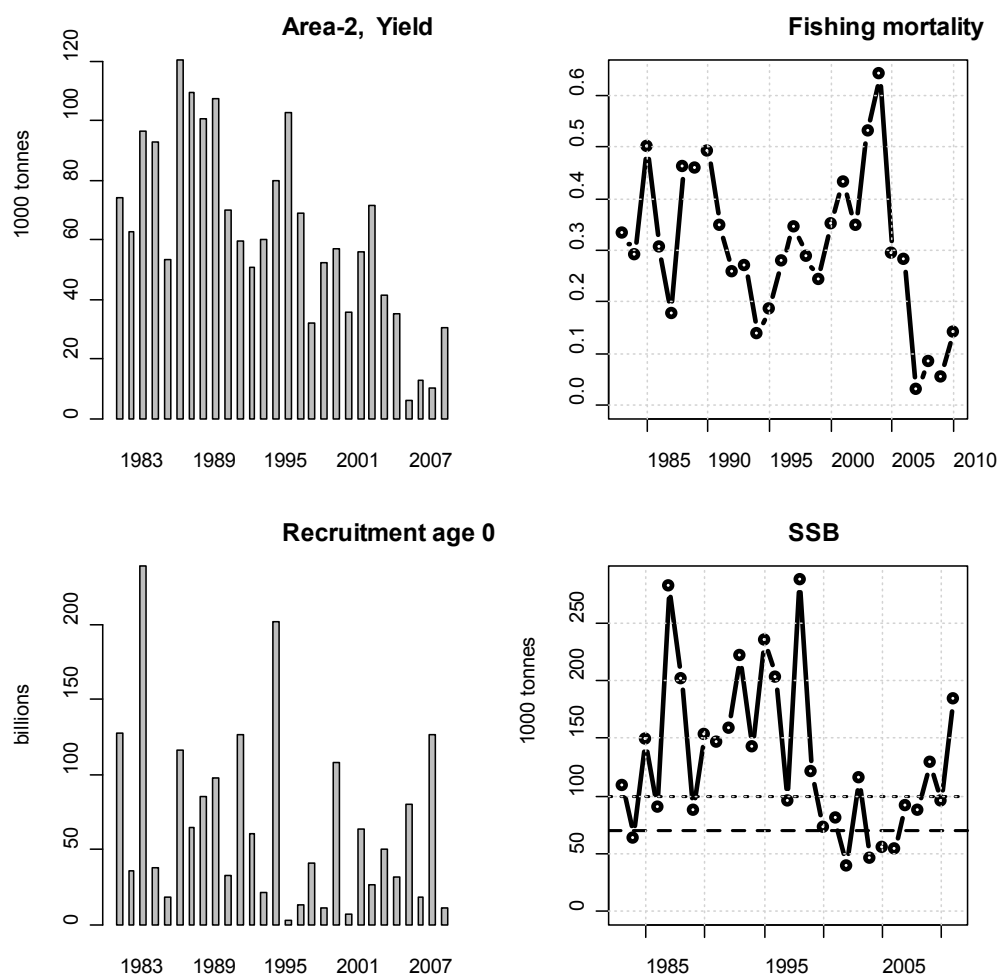 Area-2, Yield
1000 tonnes
0 20 40 60 80 100 120
1983 1989 1995 2001 2007
Fishing mortality
0.0 0.1 0.2 0.3 0.4 0.5 0.6
1985 1990 1995 2000 2005 2010
Recruitment age 0
billions
0 50 100 150 200
1983 1989 1995 2001 2007
SSB
1000 tonnes
0 50 100 150 200 250
1985 1995 2005